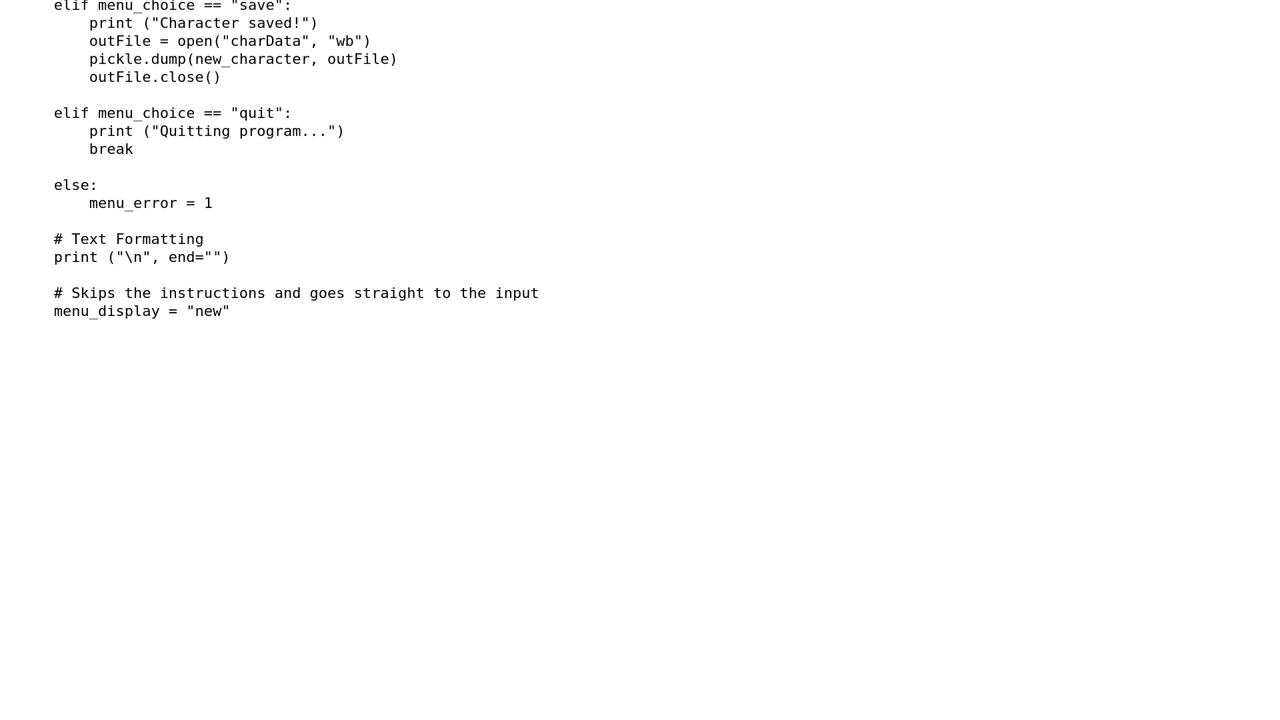 elif menu_choice == "save":
    print ("Character saved!")
    outFile = open("charData", "wb")
    pickle.dump(new_character, outFile)
    outFile.close()

elif menu_choice == "quit":
    print ("Quitting program...")
    break

else:
    menu_error = 1

# Text Formatting
print ("\n", end="")

# Skips the instructions and goes straight to the input
menu_display = "new"